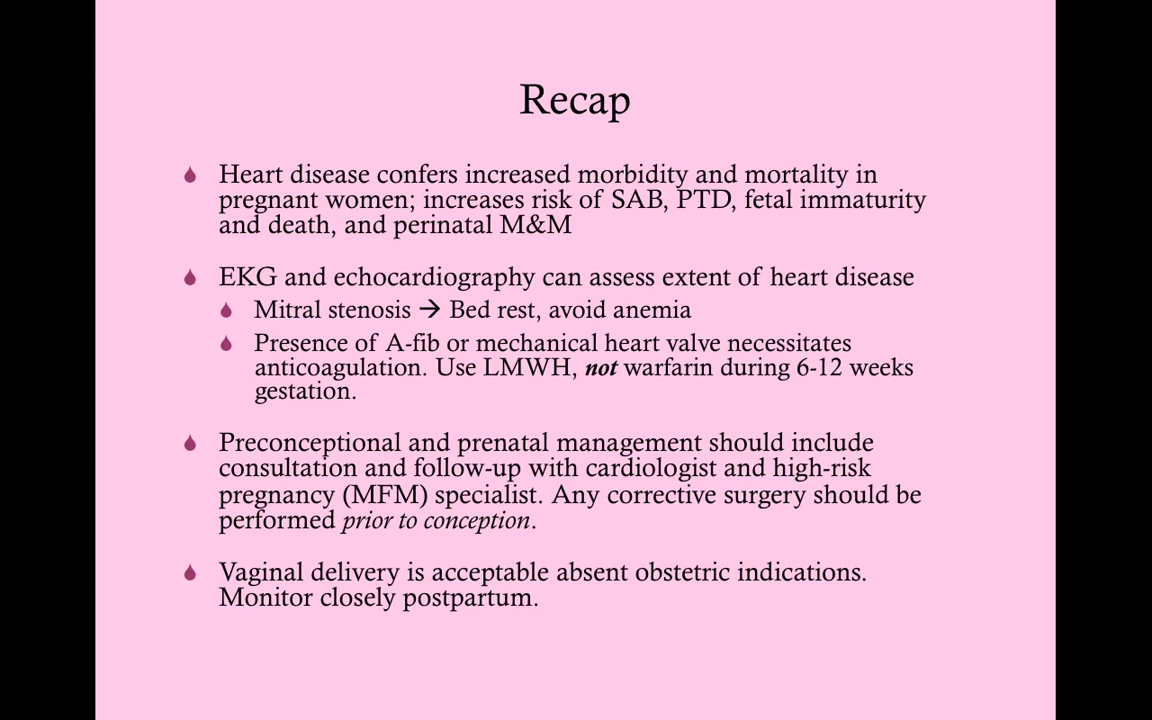 Recap
Heart disease confers increased morbidity and mortality in
pregnant women; increases risk of SAB, PTD, fetal immaturity
and death, and perinatal M&M
EKG and echocardiography can assess extent of heart disease
Mitral stenosis → Bed rest, avoid anemia
Presence of A-fib or mechanical heart valve necessitates
anticoagulation. Use LMWH, not warfarin during 6-12 weeks
gestation.
Preconceptional and prenatal management should include
consultation and follow-up with cardiologist and high-risk
pregnancy (MFM) specialist. Any corrective surgery should be
performed prior to conception.
Vaginal delivery is acceptable absent obstetric indications.
Monitor closely postpartum.